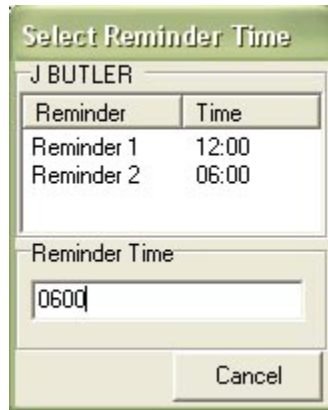 Select Reminder Time
J BUTLER
Reminder Time
Reminder 1 12:00
Reminder 2 06:00
Reminder Time
0600
Cancel